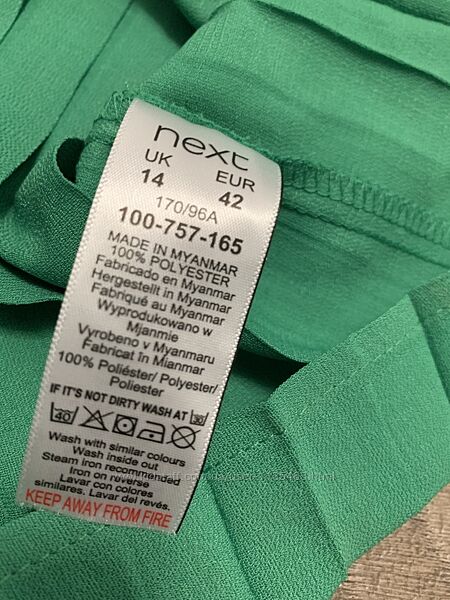 next
UK EUR
14 42
170/96A
100-757-165
MADE IN MYANMAR
100% POLYESTER
Fabricado en Myanmar
Hergestellt in Myanmar
Fabriqué au Myanmar
Wyprodukowano w
Mjanmie
Vyrobeno v Myanmaru
Fabricat în Mianmar
100% Poliéster/ Polyester/
Poliester
IF IT'S NOT DIRTY WASH AT 30
40
Wash with similar colours
Wash inside out
Steam iron recommended
Iron on reverse
Lavar con colores
similares. Lavar del revés.
KEEP AWAY FROM FIRE